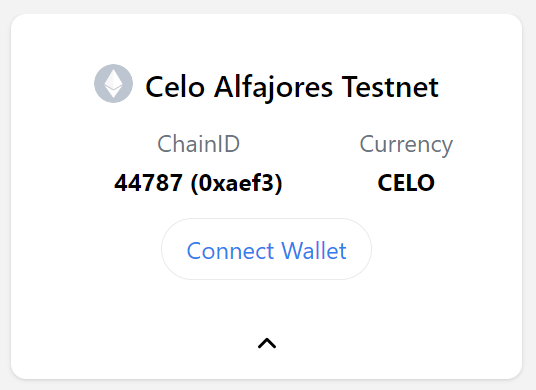 Celo Alfajores Testnet
ChainID Currency
44787 (0xaef3) CELO
Connect Wallet